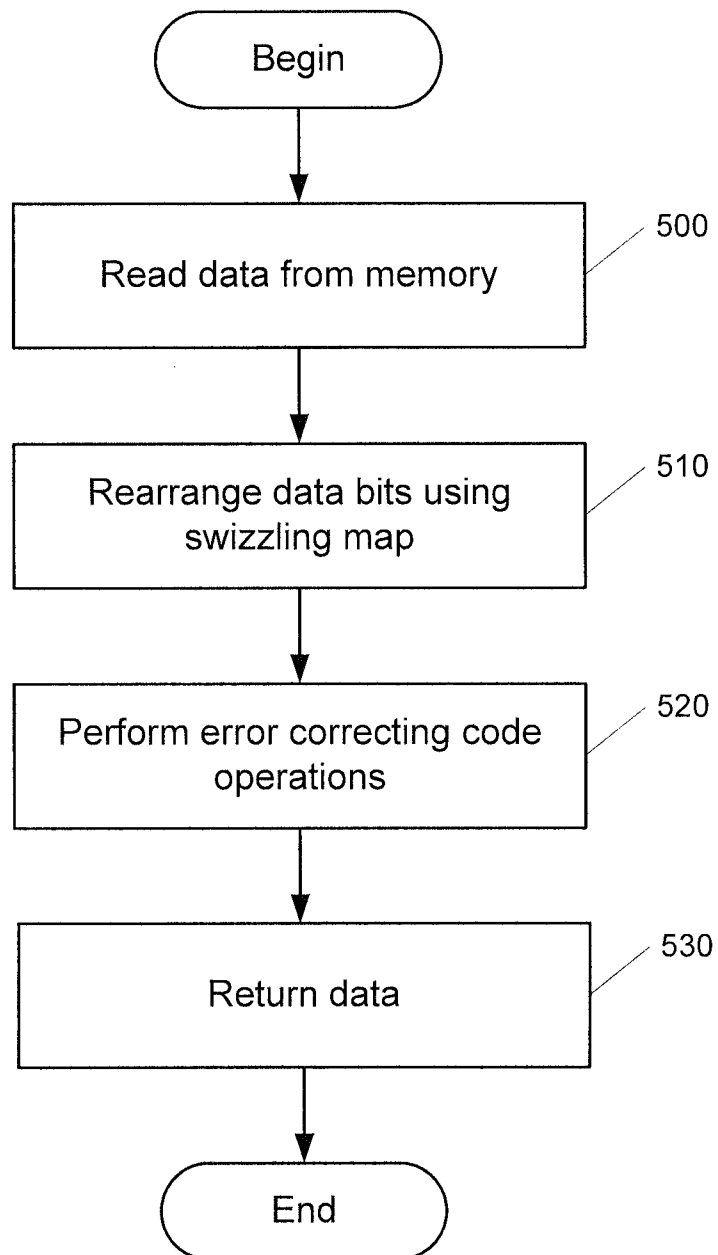 Begin
Read data from memory
500
Rearrange data bits using
swizzling map
510
Perform error correcting code
operations
520
Return data
530
End